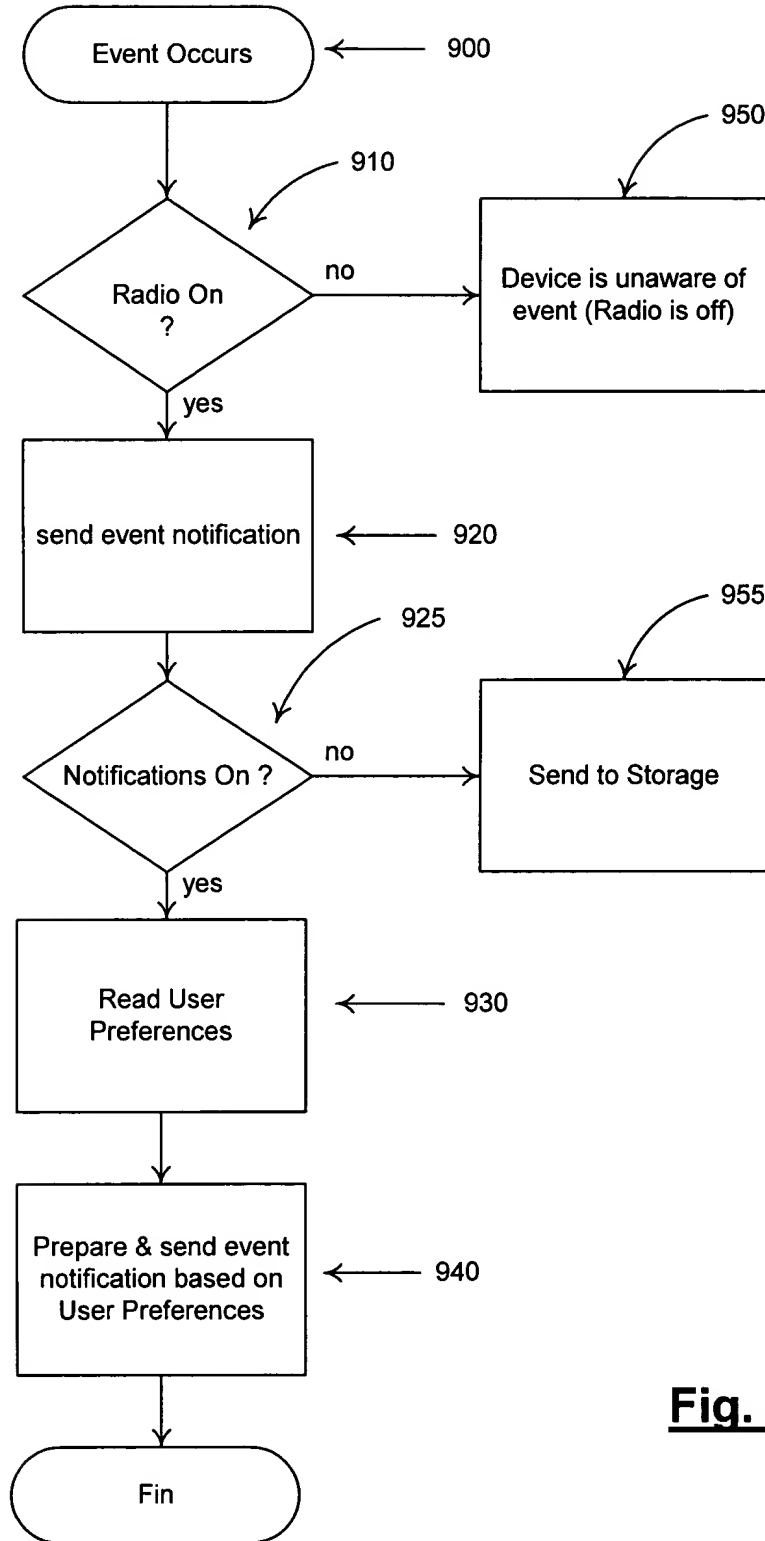 Event Occurs
900
950
910
Radio On
?
no
Device is unaware of
event (Radio is off)
yes
send event notification
920
925
955
Notifications On ?
no
Send to Storage
yes
Read User
Preferences
930
Prepare & send event
notification based on
User Preferences
940
Fig.
Fin